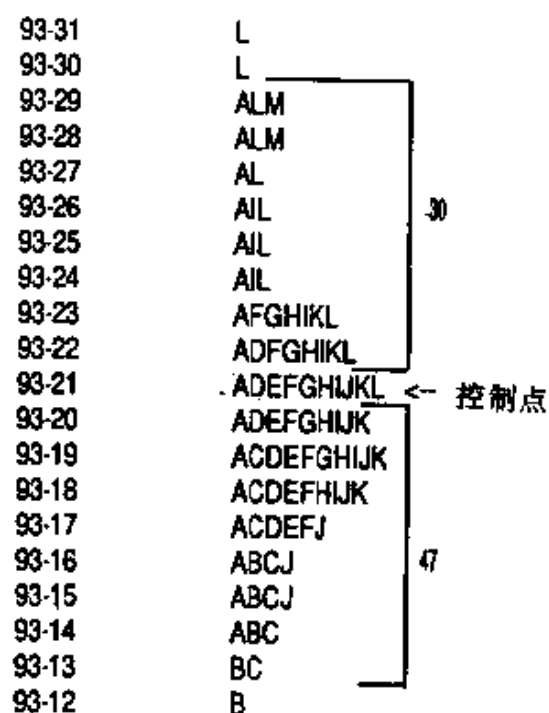 93-31 L
93-30 L
93-29 ALM
93-28 ALM
93-27 AL
93-26 AIL 30
93-25 AIL
93-24 AIL
93-23 AFGHIKL
93-22 ADFGHIKL
93-21 ADEFGHIJKL <-- 控制点
93-20 ADEFGHIJK
93-19 ACDEFGHIJK
93-18 ACDEFHIJK
93-17 ACDEFJ
93-16 ABCJ 47
93-15 ABCJ
93-14 ABC
93-13 BC
93-12 B